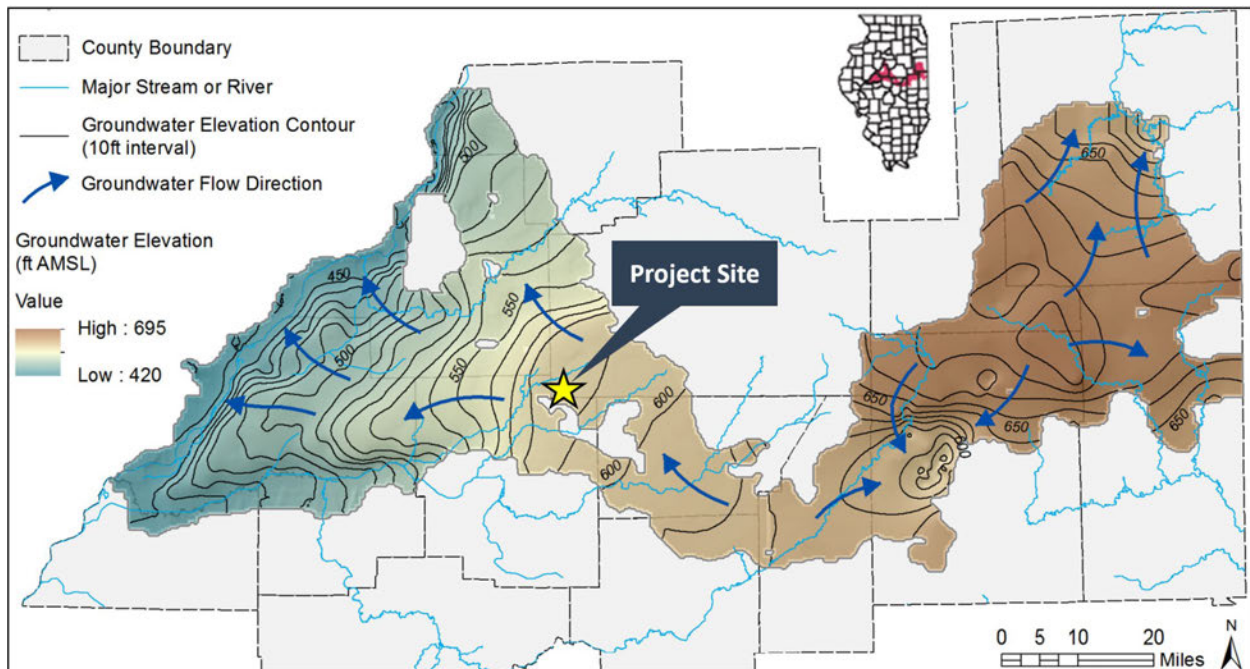 County Boundary
Major Stream or River
Groundwater Elevation Contour
(10ft interval)
Groundwater Flow Direction
Groundwater Elevation
(ft AMSL)
Value
High : 695
Low : 420
Project Site
500
450
500
550
550
600
600
650
650
600
650
650
0 5 10 20
Miles
N